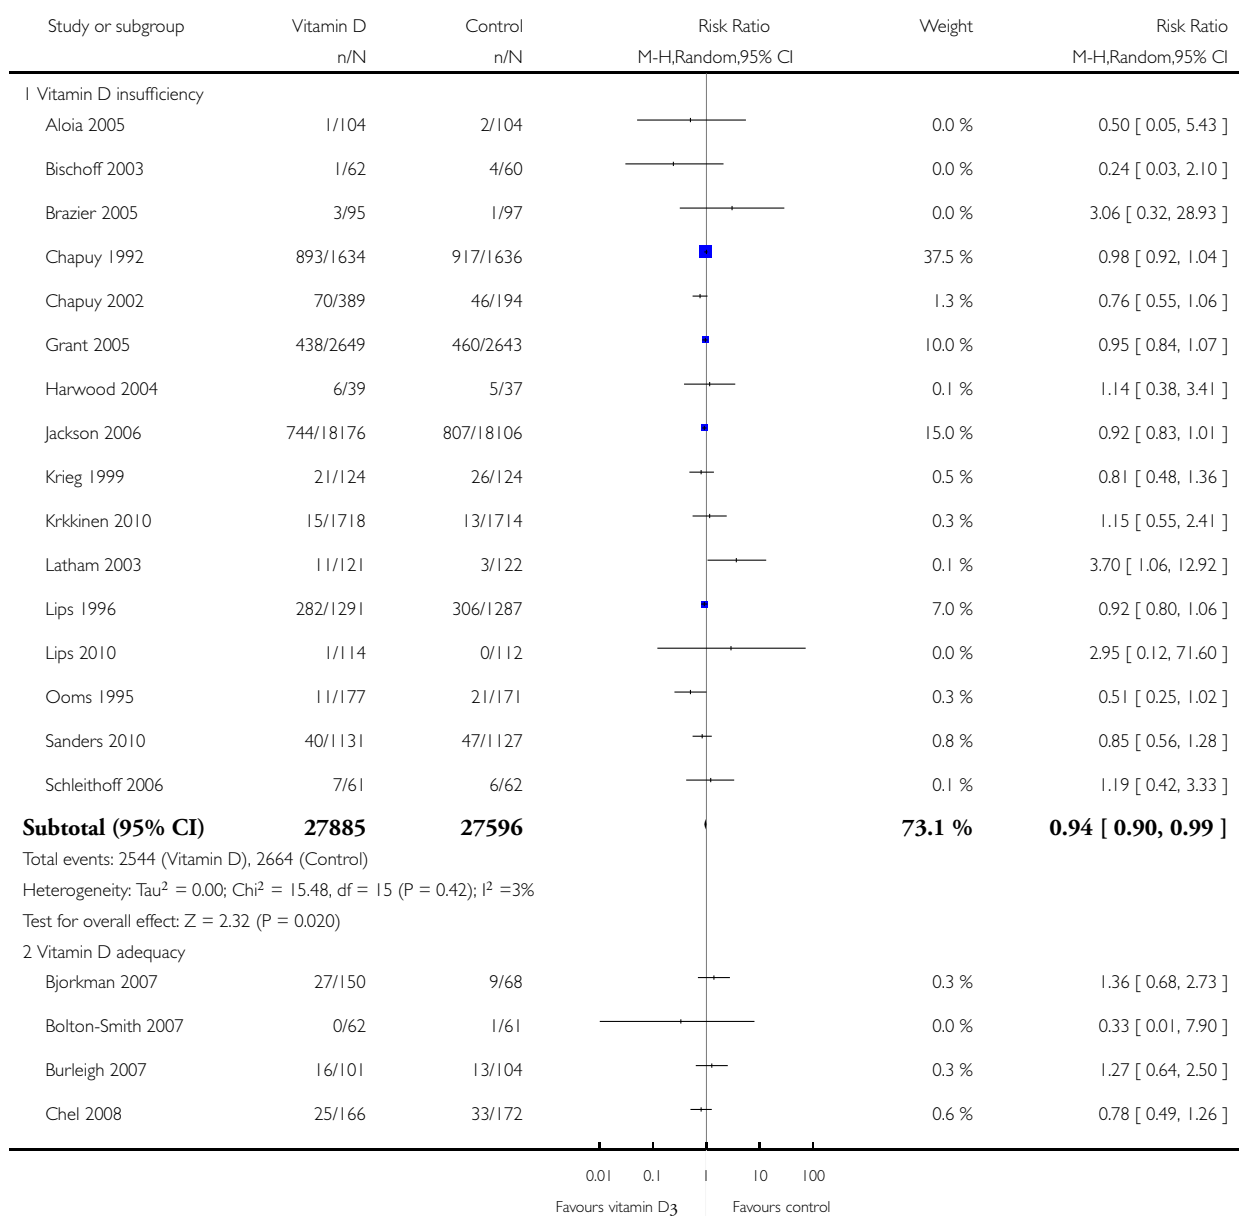 Study or subgroup Vitamin D Control Risk Ratio Weight Risk Ratio
n/N n/N M-H,Random,95% CI M-H,Random,95% CI
1 Vitamin D insufficiency
Aloia 2005 1/104 2/104 0.0 % 0.50 [ 0.05, 5.43 ]
Bischoff 2003 1/62 4/60 0.0 % 0.24 [ 0.03, 2.10 ]
Brazier 2005 3/95 1/97 0.0 % 3.06 [ 0.32, 28.93 ]
Chapuy 1992 893/1634 917/1636 37.5 % 0.98 [ 0.92, 1.04 ]
Chapuy 2002 70/389 46/194 1.3 % 0.76 [ 0.55, 1.06 ]
Grant 2005 438/2649 460/2643 10.0 % 0.95 [ 0.84, 1.07 ]
Harwood 2004 6/39 5/37 0.1 % 1.14 [ 0.38, 3.41 ]
Jackson 2006 744/18176 807/18106 15.0 % 0.92 [ 0.83, 1.01 ]
Krieg 1999 21/124 26/124 0.5 % 0.81 [ 0.48, 1.36 ]
Krkkinen 2010 15/1718 13/1714 0.3 % 1.15 [ 0.55, 2.41 ]
Latham 2003 11/121 3/122 0.1 % 3.70 [ 1.06, 12.92 ]
Lips 1996 282/1291 306/1287 7.0 % 0.92 [ 0.80, 1.06 ]
Lips 2010 1/114 0/112 0.0 % 2.95 [ 0.12, 71.60 ]
Ooms 1995 11/177 21/171 0.3 % 0.51 [ 0.25, 1.02 ]
Sanders 2010 40/1131 47/1127 0.8 % 0.85 [ 0.56, 1.28 ]
Schleithoff 2006 7/61 6/62 0.1 % 1.19 [ 0.42, 3.33 ]
Subtotal (95% CI) 27885 27596 73.1 % 0.94 [ 0.90, 0.99 ]
Total events: 2544 (Vitamin D), 2664 (Control)
Heterogeneity: Tau² = 0.00; Chi² = 15.48, df = 15 (P = 0.42); I² =3%
Test for overall effect: Z = 2.32 (P = 0.020)
2 Vitamin D adequacy
Bjorkman 2007 27/150 9/68 0.3 % 1.36 [ 0.68, 2.73 ]
Bolton-Smith 2007 0/62 1/61 0.0 % 0.33 [ 0.01, 7.90 ]
Burleigh 2007 16/101 13/104 0.3 % 1.27 [ 0.64, 2.50 ]
Chel 2008 25/166 33/172 0.6 % 0.78 [ 0.49, 1.26 ]
0.01 0.1 1 10 100
Favours vitamin D3 Favours control